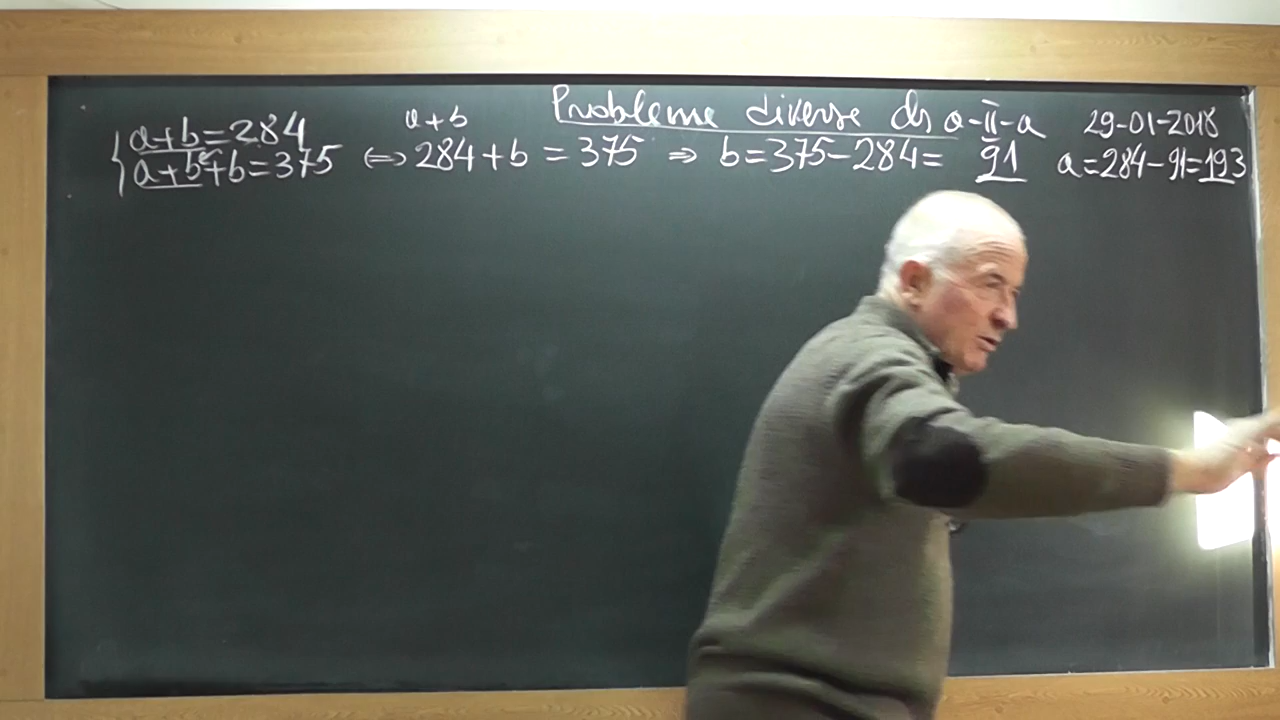 Probleme diverse cls a-II-a 29-01-2018
a+b=284
a+b
a+b+b=375 ⇔ 284+b = 375 ⇒ b=375-284= 91 a=284-91=193